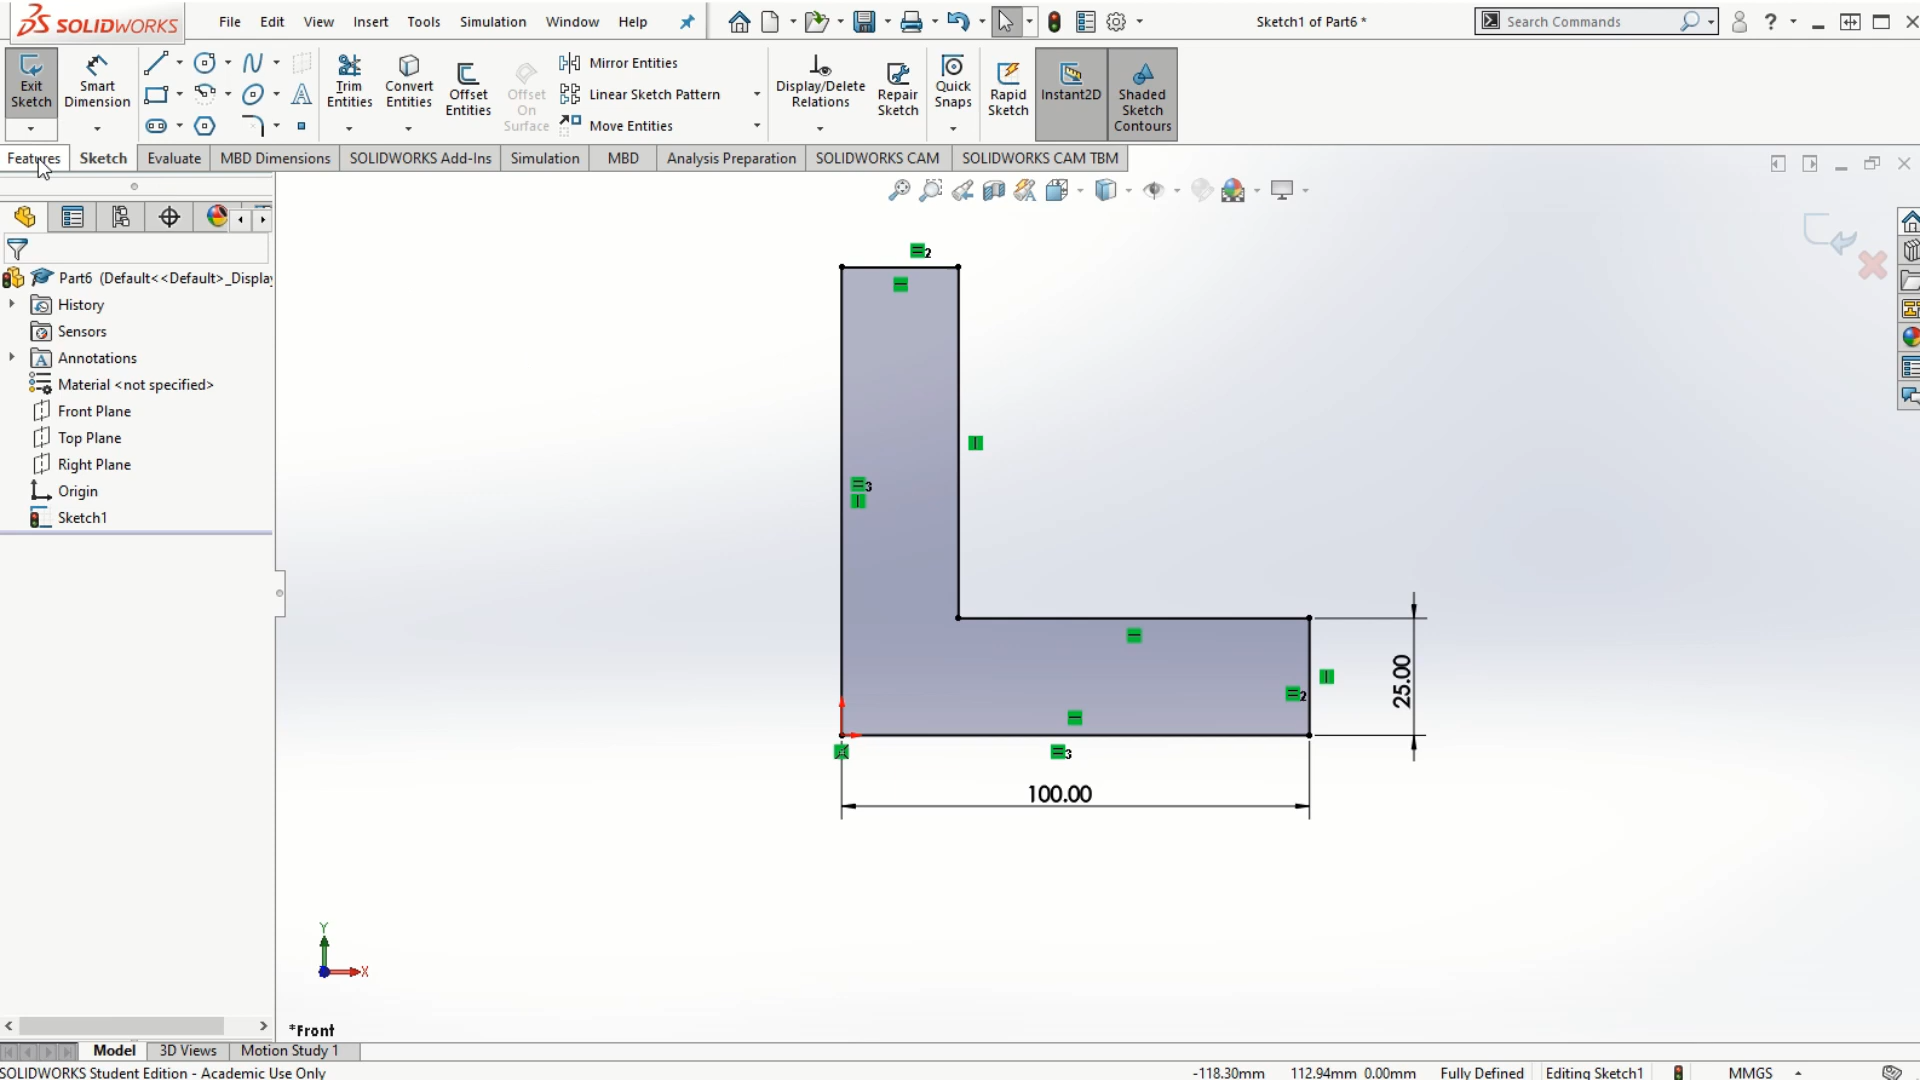 SOLIDWORKS File Edit View Insert Tools Simulation Window Help Sketch1 of Part6 * Search Commands ?
Exit Sketch
Smart Dimension
Trim Entities
Convert Entities
Offset Entities
Offset On Surface
Mirror Entities
Linear Sketch Pattern
Move Entities
Display/Delete Relations
Repair Sketch
Quick Snaps
Rapid Sketch
Instant2D
Shaded Sketch Contours
Features Sketch Evaluate MBD Dimensions SOLIDWORKS Add-Ins Simulation MBD Analysis Preparation SOLIDWORKS CAM SOLIDWORKS CAM TBM
Part6 (Default<<Default>_Displa
History
Sensors
Annotations
Material <not specified>
Front Plane
Top Plane
Right Plane
Origin
Sketch1
2
3
2
3
25.00
100.00
Y
X
*Front
Model 3D Views Motion Study 1
SOLIDWORKS Student Edition - Academic Use Only -118.30mm 112.94mm 0.00mm Fully Defined Editing Sketch1 MMGS